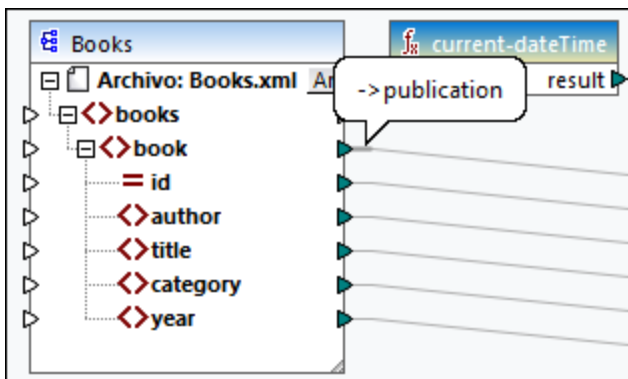 Books
current-dateTime
Archivo: Books.xml
result
->publication
books
book
id
author
title
category
year